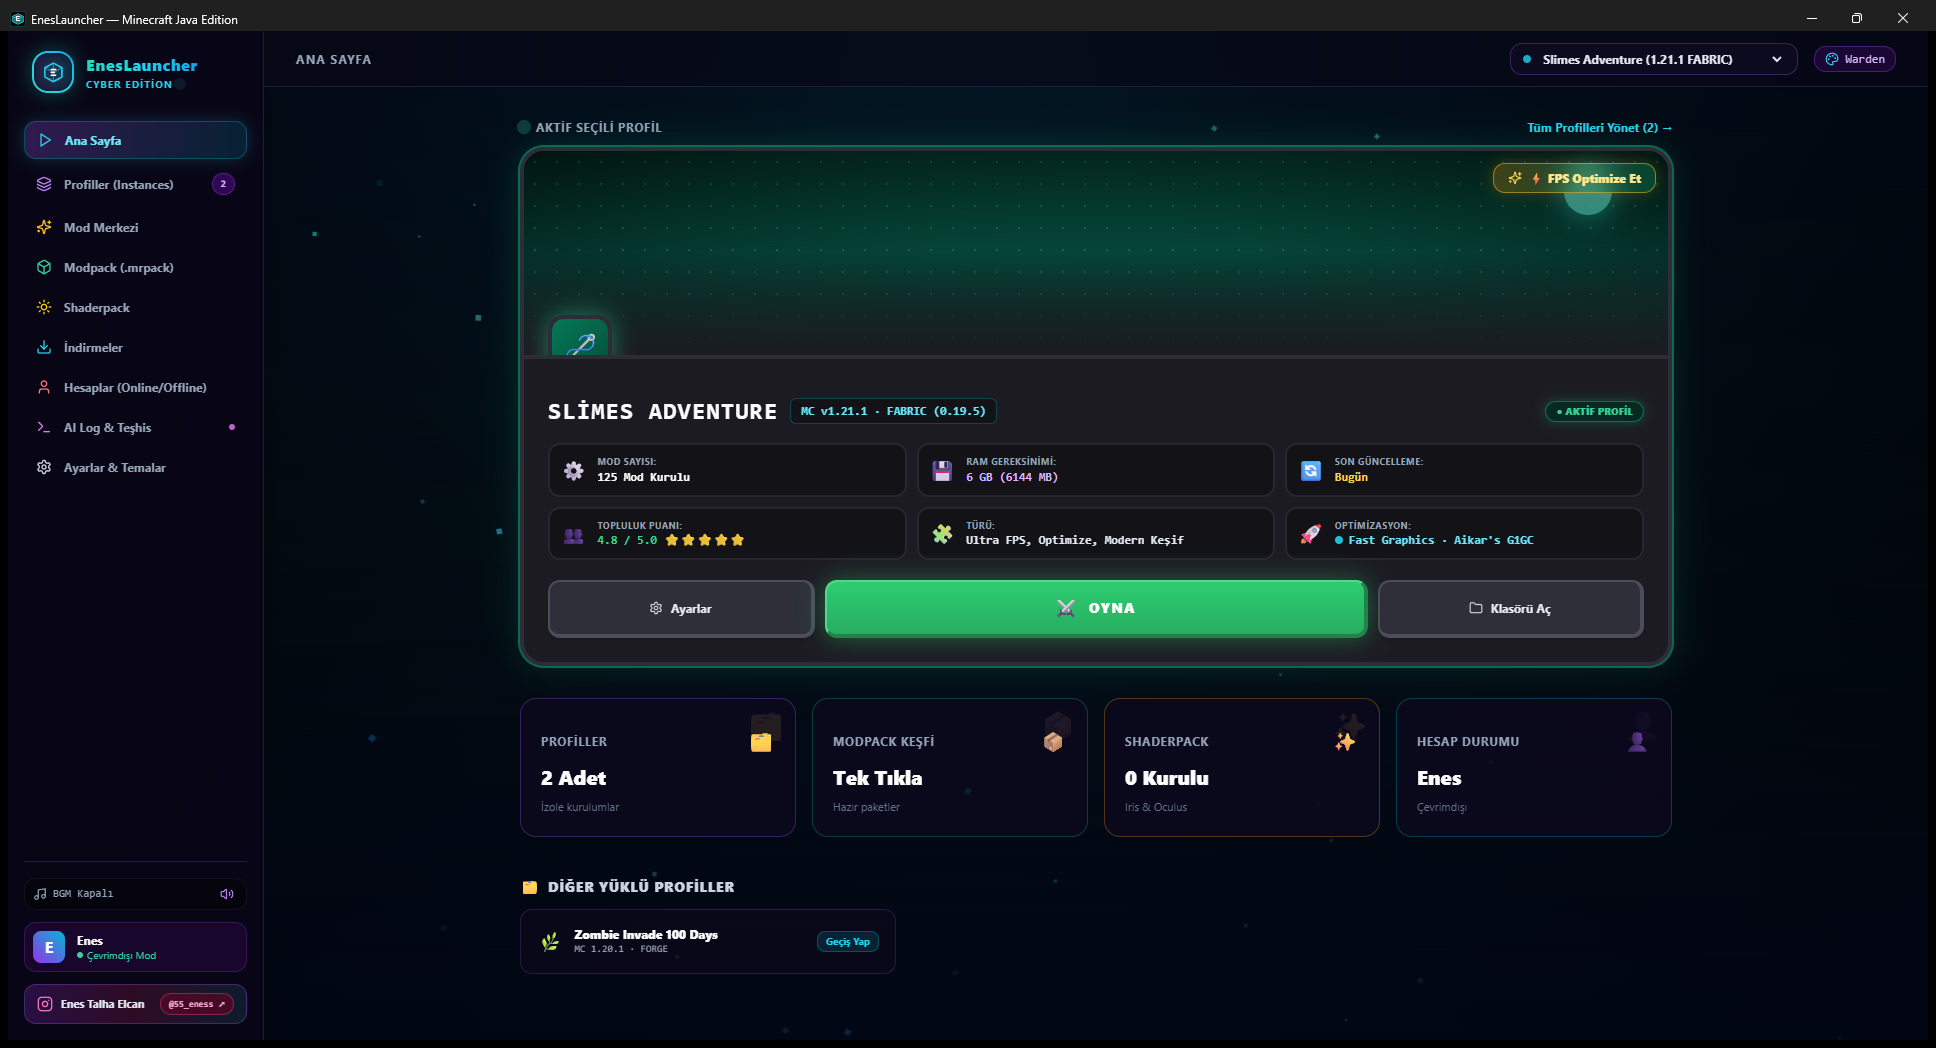 EnesLauncher — Minecraft Java Edition
EnesLauncher
CYBER EDİTİON
Ana Sayfa
Profiller (Instances)
2
Mod Merkezi
Modpack (.mrpack)
Shaderpack
İndirmeler
Hesaplar (Online/Offline)
AI Log & Teşhis
Ayarlar & Temalar
BGM Kapalı
E
Enes
Çevrimdışı Mod
Enes Talha Elcan
@55_eness ↗
ANA SAYFA
Slimes Adventure (1.21.1 FABRIC)
Warden
AKTİF SEÇİLİ PROFİL
Tüm Profilleri Yönet (2) →
FPS Optimize Et
SLİMES ADVENTURE
MC v1.21.1 · FABRIC (0.19.5)
• AKTİF PROFİL
MOD SAYISI:
125 Mod Kurulu
RAM GEREKSİNİMİ:
6 GB (6144 MB)
SON GÜNCELLEME:
Bugün
TOPLULUK PUANI:
4.8 / 5.0
TÜRÜ:
Ultra FPS, Optimize, Modern Keşif
OPTİMİZASYON:
Fast Graphics · Aikar's G1GC
Ayarlar
OYNA
Klasörü Aç
PROFİLLER
2 Adet
İzole kurulumlar
MODPACK KEŞFİ
Tek Tıkla
Hazır paketler
SHADERPACK
0 Kurulu
Iris & Oculus
HESAP DURUMU
Enes
Çevrimdışı
DİĞER YÜKLÜ PROFİLLER
Zombie Invade 100 Days
MC 1.20.1 · FORGE
Geçiş Yap